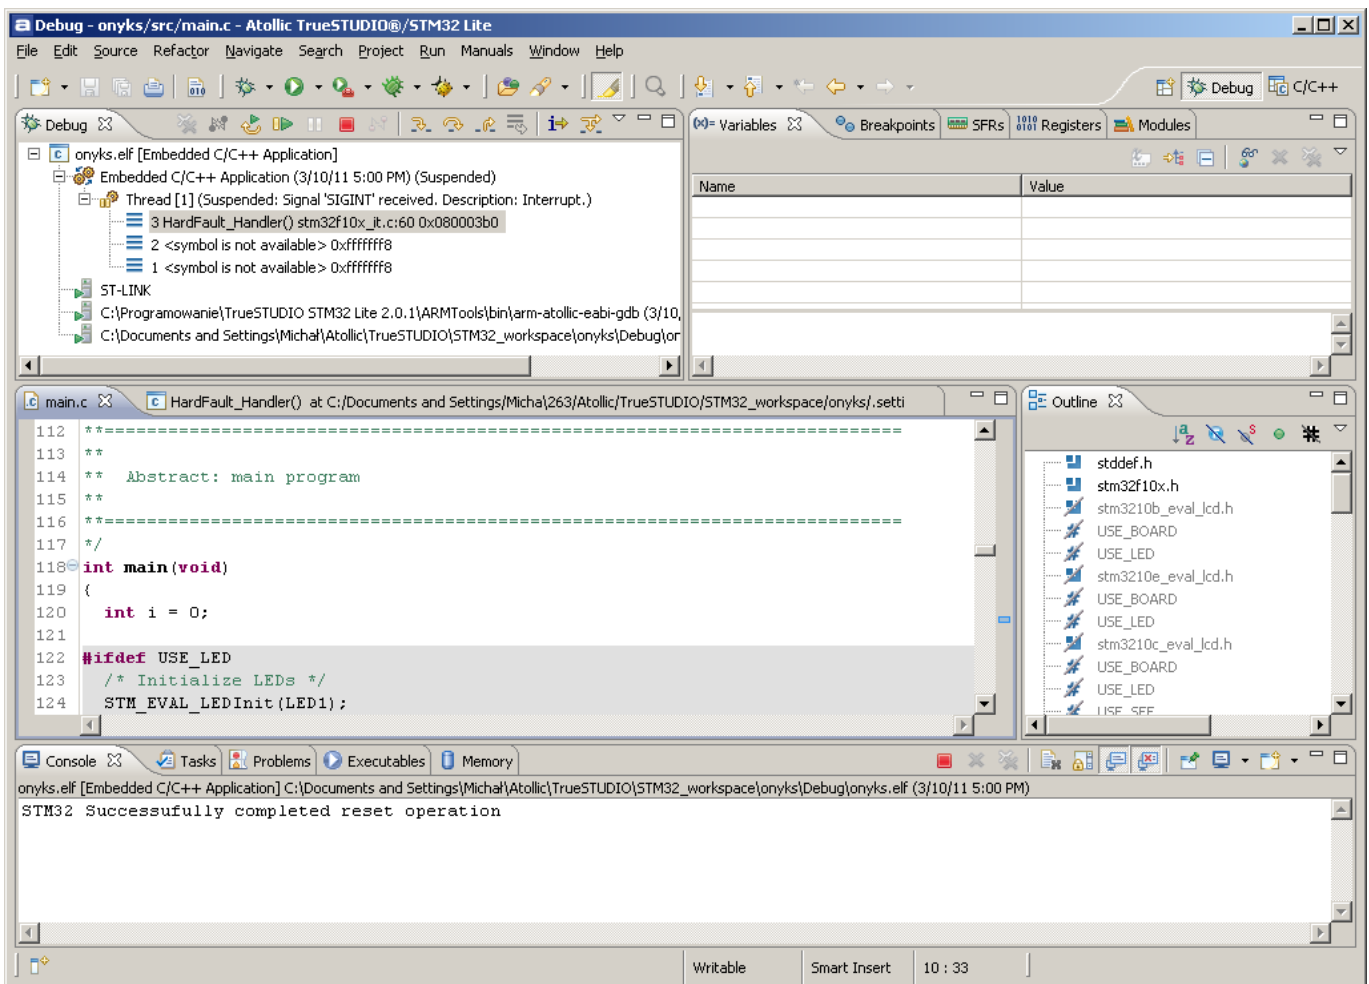 Debug - onyks/src/main.c - Atollic TrueSTUDIO®/STM32 Lite
File Edit Source Refactor Navigate Search Project Run Manuals Window Help
Debug C/C++
Debug
onyks.elf [Embedded C/C++ Application]
Embedded C/C++ Application (3/10/11 5:00 PM) (Suspended)
Thread [1] (Suspended: Signal 'SIGINT' received. Description: Interrupt.)
3 HardFault_Handler() stm32f10x_it.c:60 0x080003b0
2 <symbol is not available> 0xfffffff8
1 <symbol is not available> 0xfffffff8
ST-LINK
C:\Programowanie\TrueSTUDIO STM32 Lite 2.0.1\ARMTools\bin\arm-atollic-eabi-gdb (3/10,
C:\Documents and Settings\Michał\Atollic\TrueSTUDIO\STM32_workspace\onyks\Debug\or
(x)= Variables Breakpoints SFRs Registers Modules
Name Value
main.c HardFault_Handler() at C:/Documents and Settings/Micha\263/Atollic/TrueSTUDIO/STM32_workspace/onyks/.setti
112 **===========================================================================
113 **
114 ** Abstract: main program
115 **
116 **===========================================================================
117 */
118 int main(void)
119 {
120 int i = 0;
121
122 #ifdef USE_LED
123 /* Initialize LEDs */
124 STM_EVAL_LEDInit(LED1);
Outline
stddef.h
stm32f10x.h
stm3210b_eval_lcd.h
USE_BOARD
USE_LED
stm3210e_eval_lcd.h
USE_BOARD
USE_LED
stm3210c_eval_lcd.h
USE_BOARD
USE_LED
USE_SEE
Console Tasks Problems Executables Memory
onyks.elf [Embedded C/C++ Application] C:\Documents and Settings\Michał\Atollic\TrueSTUDIO\STM32_workspace\onyks\Debug\onyks.elf (3/10/11 5:00 PM)
STM32 Successufully completed reset operation
Writable Smart Insert 10 : 33